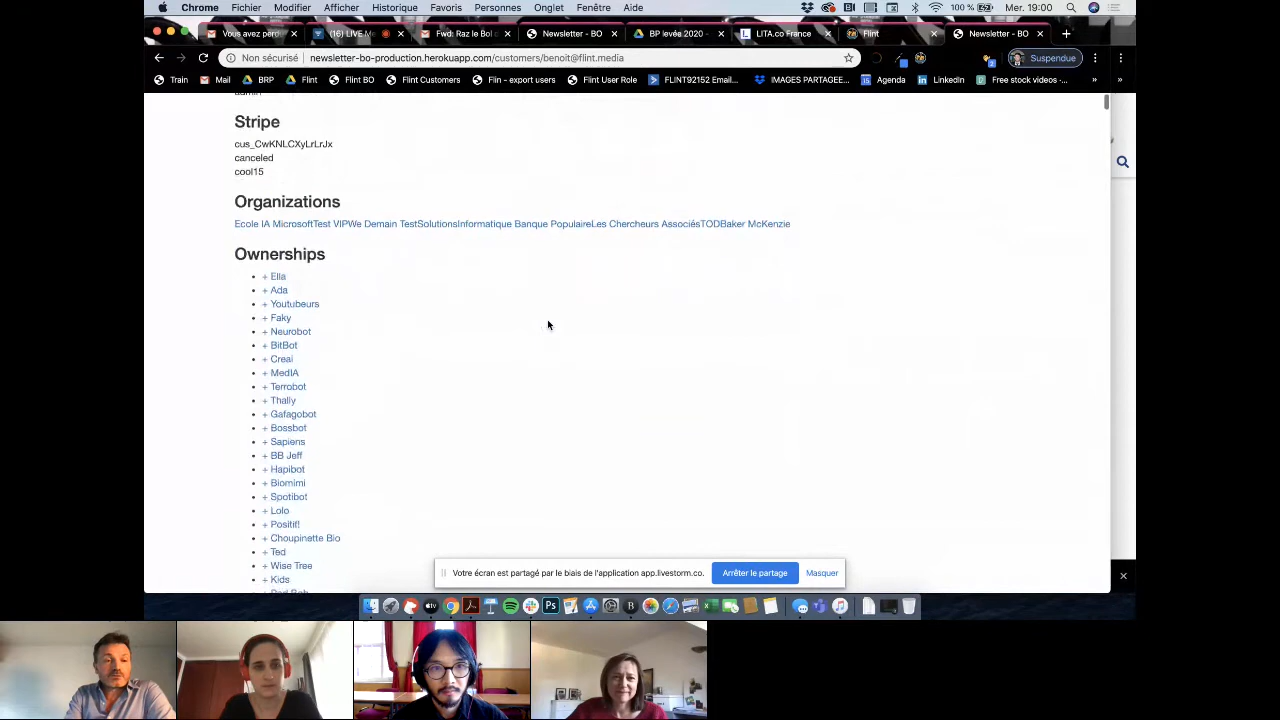 Chrome Fichier Modifier Afficher Historique Favoris Personnes Onglet Fenêtre Aide 100 % Mer. 19:00
Vous avez perd (16) LIVE Me Fwd: Raz le Bol c Newsletter - BO BP levée 2020 - LITA.co France Flint Newsletter - BO
Non sécurisé newsletter-bo-production.herokuapp.com/customers/benoit@flint.media Suspendue
Train Mail BRP Flint Flint BO Flint Customers Flin - export users Flint User Role FLINT92152 Email... IMAGES PARTAGEE... Agenda LinkedIn Free stock videos -... » »
admin
Stripe
cus_CwKNLCXyLrLrJx
canceled
cool15
Organizations
Ecole IA MicrosoftTest VIPWe Demain TestSolutionsInformatique Banque PopulaireLes Chercheurs AssociésTODBaker McKenzie
Ownerships
+ Ella
+ Ada
+ Youtubeurs
+ Faky
+ Neurobot
+ BitBot
+ Creai
+ MedIA
+ Terrobot
+ Thally
+ Gafagobot
+ Bossbot
+ Sapiens
+ BB Jeff
+ Hapibot
+ Biomimi
+ Spotibot
+ Lolo
+ Positif!
+ Choupinette Bio
+ Ted
+ Wise Tree
+ Kids
Votre écran est partagé par le biais de l'application app.livestorm.co. Arrêter le partage Masquer